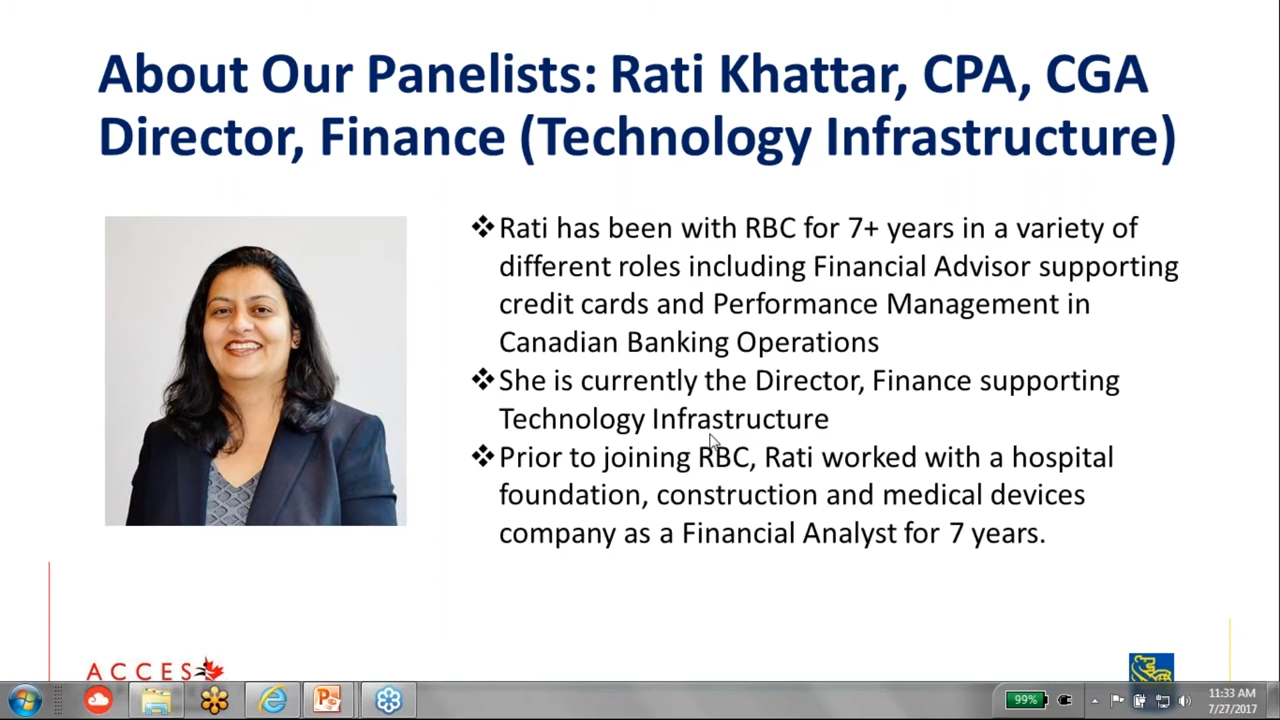 About Our Panelists: Rati Khattar, CPA, CGA
Director, Finance (Technology Infrastructure)
❖Rati has been with RBC for 7+ years in a variety of
different roles including Financial Advisor supporting
credit cards and Performance Management in
Canadian Banking Operations
❖She is currently the Director, Finance supporting
Technology Infrastructure
❖Prior to joining RBC, Rati worked with a hospital
foundation, construction and medical devices
company as a Financial Analyst for 7 years.
ACCES
99%
11:33 AM
7/27/2017